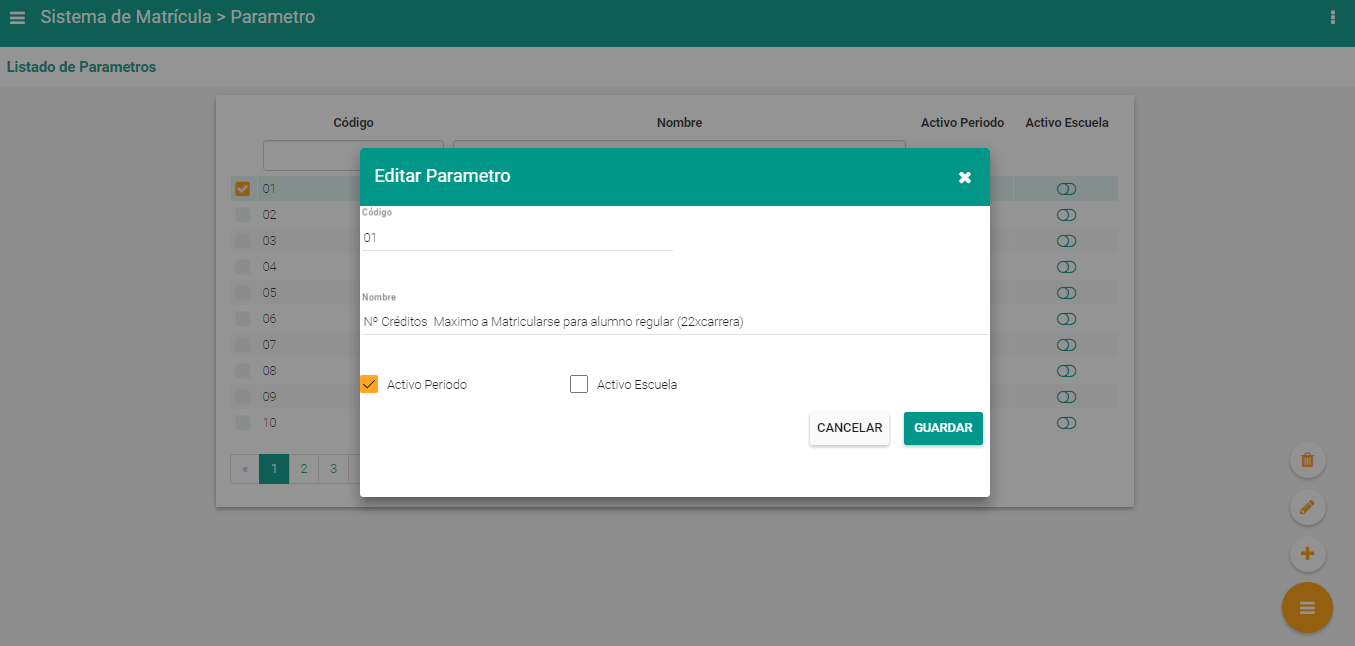 Sistema de Matrícula > Parametro
Listado de Parametros
Código Nombre Activo Periodo Activo Escuela
Editar Parametro
Código
01
Nombre
Nº Créditos  Maximo a Matricularse para alumno regular (22xcarrera)
Activo Periodo Activo Escuela
CANCELAR GUARDAR
01
02
03
04
05
06
07
08
09
10
« 1 2 3